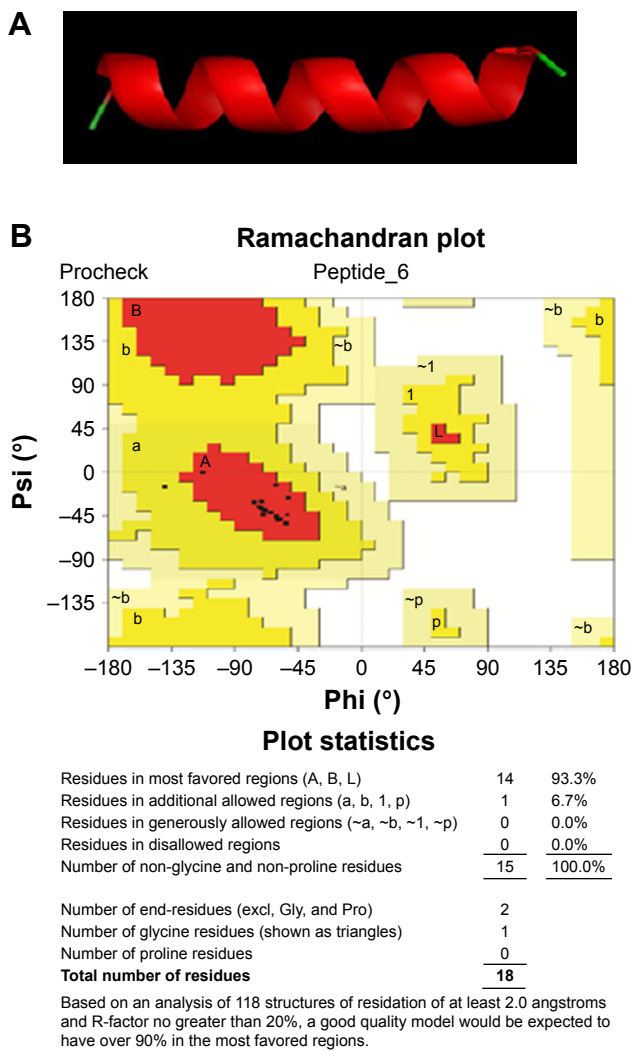 A
B
Ramachandran plot
Procheck Peptide_6
180
135
90
45
0
–45
–90
–135
Psi (°)
B
b
~b
~b
b
~1
1
L
a
A
~b
b
~p
p
~b
–180 –135 –90 –45 0 45 90 135 180
Phi (°)
Plot statistics
Residues in most favored regions (A, B, L) 14 93.3%
Residues in additional allowed regions (a, b, 1, p) 1 6.7%
Residues in generously allowed regions (~a, ~b, ~1, ~p) 0 0.0%
Residues in disallowed regions 0 0.0%
Number of non-glycine and non-proline residues 15 100.0%
Number of end-residues (excl, Gly, and Pro) 2
Number of glycine residues (shown as triangles) 1
Number of proline residues 0
Total number of residues 18
Based on an analysis of 118 structures of residation of at least 2.0 angstroms
and R-factor no greater than 20%, a good quality model would be expected to
have over 90% in the most favored regions.